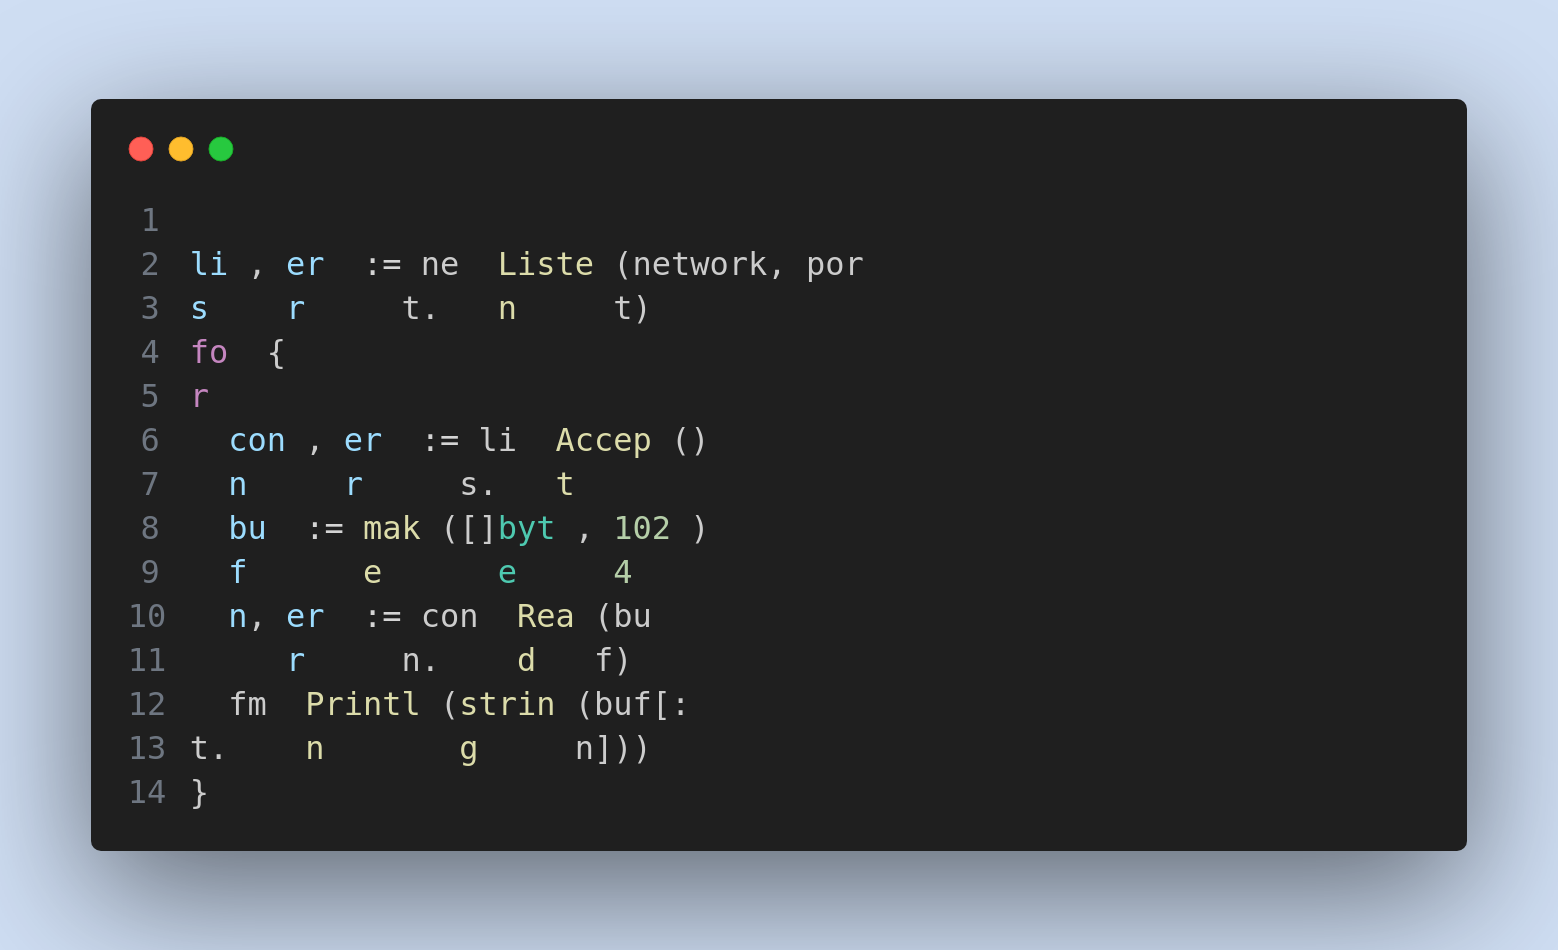 1
2 li , er  := ne  Liste (network, por
3 s    r     t.   n     t)
4 fo  {
5 r
6   con , er  := li  Accep ()
7   n     r     s.   t
8   bu  := mak ([]byt , 102 )
9   f      e      e     4
10   n, er  := con  Rea (bu
11      r     n.    d   f)
12   fm  Printl (strin (buf[:
13 t.    n       g     n]))
14 }